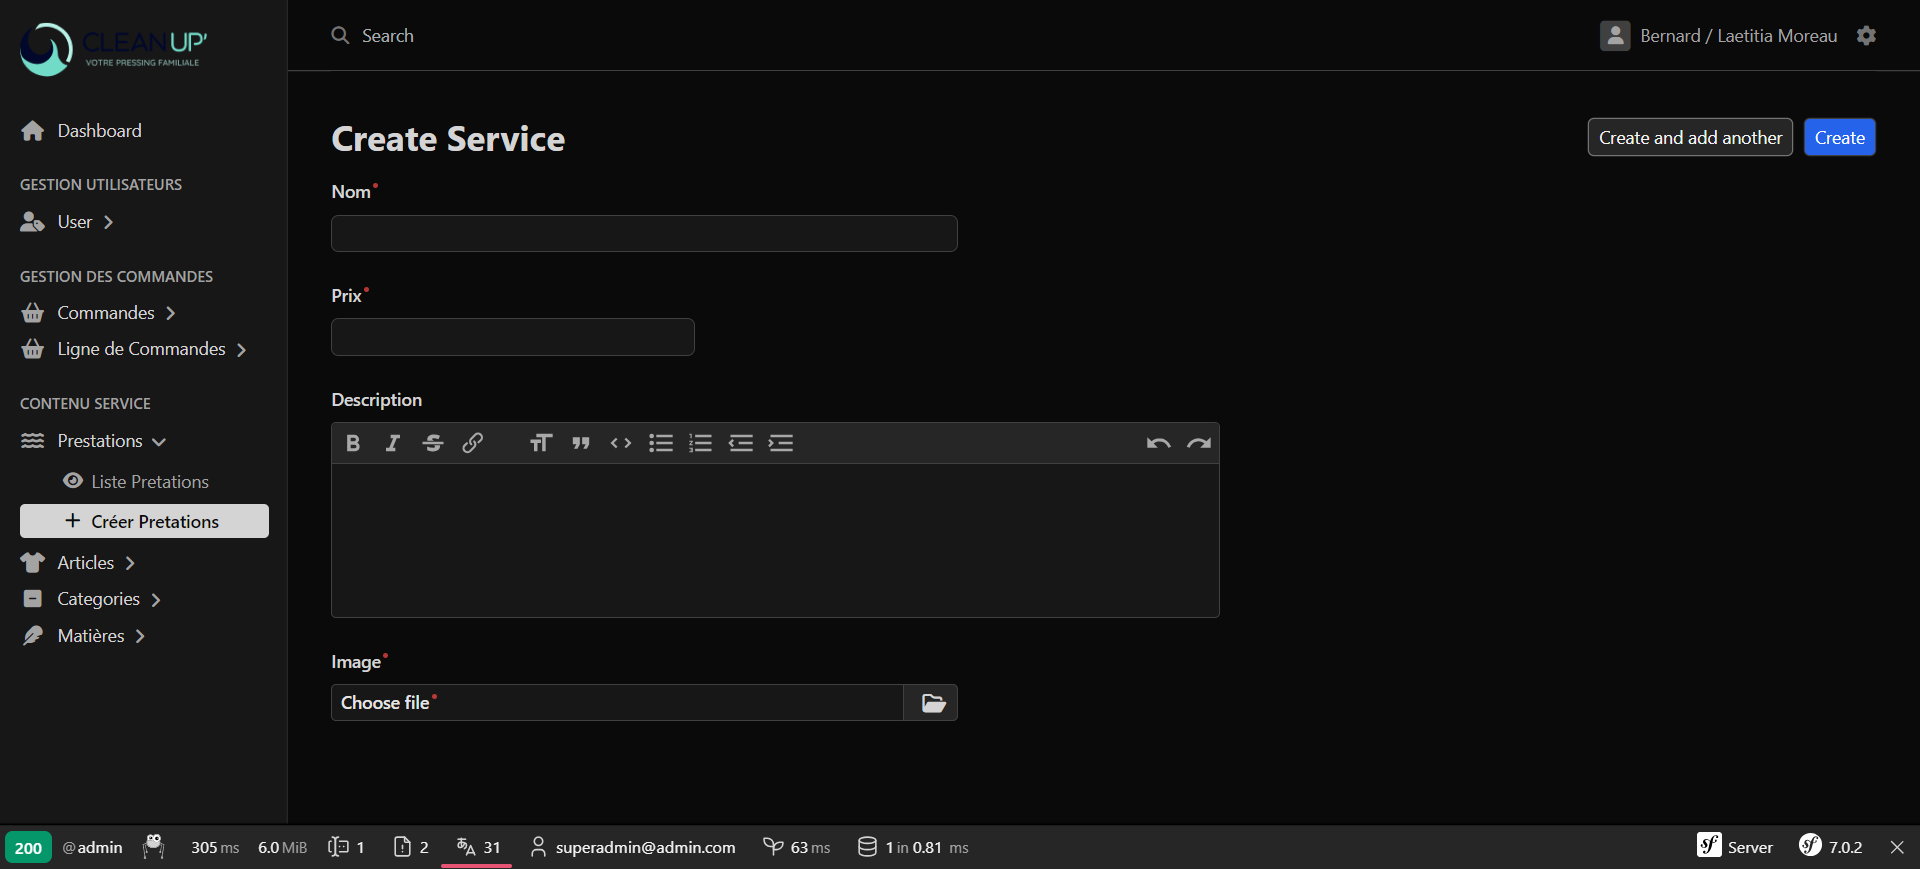 CLEAN UP'
VOTRE PRESSING FAMILIALE
Search
Bernard / Laetitia Moreau
Dashboard
GESTION UTILISATEURS
User
GESTION DES COMMANDES
Commandes
Ligne de Commandes
CONTENU SERVICE
Prestations
Liste Pretations
Créer Pretations
Articles
Categories
Matières
Create Service
Create and add another
Create
Nom
Prix
Description
Image
Choose file
200 @admin 305 ms 6.0 MiB 1 2 31 superadmin@admin.com 63 ms 1 in 0.81 ms Server 7.0.2